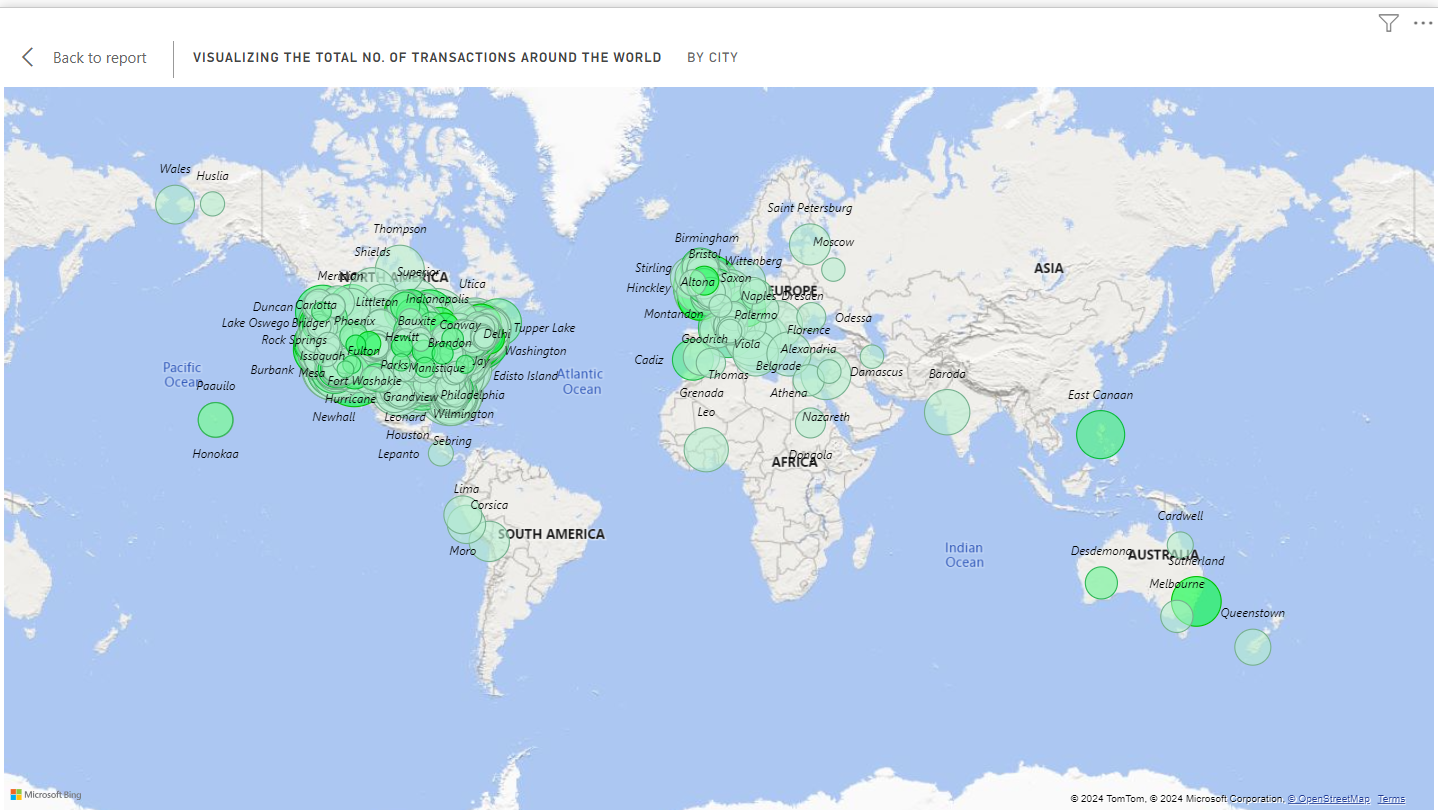 Back to report
VISUALIZING THE TOTAL NO. OF TRANSACTIONS AROUND THE WORLD BY CITY
Wales
Huslia
Thompson
Shields
Superior
NORTH AMERICA
Utica
Duncan
Carlotta
Littleton
Indianapolis
Lake Oswego
Bridger
Phoenix
Bauxite
Conway
Tupper Lake
Rock Springs
Hewitt
Brandon
Delhi
Issaquah
Fulton
Washington
Burbank
Mesa
Parks
Manistique
Jay
Edisto Island
Fort Washakie
Hurricane
Grandview
Philadelphia
Newhall
Leonard
Wilmington
Houston
Sebring
Lepanto
Pacific
Ocean
Paauilo
Honokaa
Atlantic
Ocean
Lima
Corsica
Moro
SOUTH AMERICA
Saint Petersburg
Moscow
Birmingham
Bristol
Wittenberg
Stirling
Saxon
Hinckley
Altona
EUROPE
Naples
Dresden
Montandon
Palermo
Odessa
Florence
Goodrich
Viola
Alexandria
Cadiz
Thomas
Belgrade
Damascus
Grenada
Athena
Leo
Nazareth
Dongola
AFRICA
ASIA
Baroda
East Canaan
Indian
Ocean
Cardwell
Desdemona
AUSTRALIA
Sutherland
Melbourne
Queenstown
Microsoft Bing
© 2024 TomTom, © 2024 Microsoft Corporation, © OpenStreetMap Terms